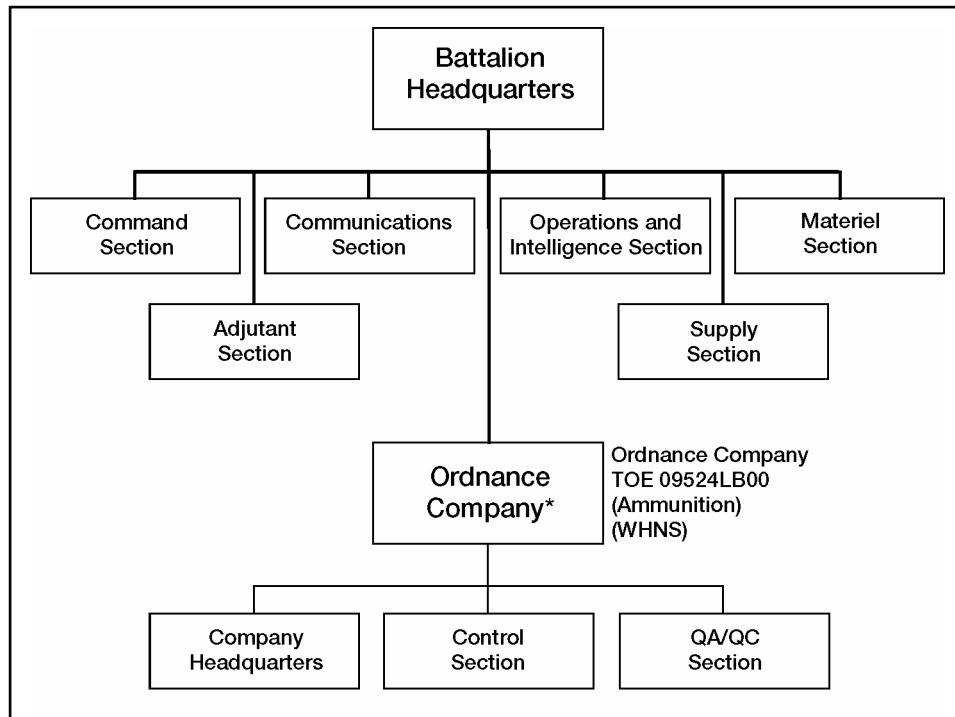 Battalion
Headquarters
Command
Section
Communications
Section
Operations and
Intelligence Section
Materiel
Section
Adjutant
Section
Supply
Section
Ordnance
Company*
Ordnance Company
TOE 09524LB00
(Ammunition)
(WHNS)
Company
Headquarters
Control
Section
QA/QC
Section